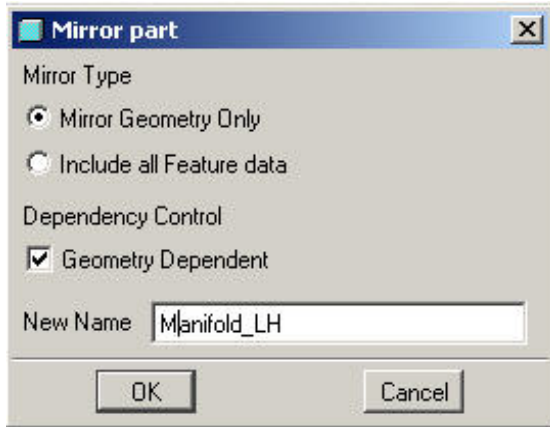 Mirror part
Mirror Type
Mirror Geometry Only
Include all Feature data
Dependency Control
Geometry Dependent
New Name Manifold_LH
OK Cancel